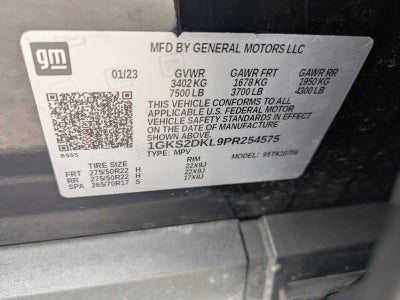 gm
MFD BY GENERAL MOTORS LLC
01/23 GVWR GAWR FRT GAWR RR
3402 KG 1678 KG 1950 KG
7500 LB 3700 LB 4300 LB
THIS VEHICLE CONFORMS TO ALL
APPLICABLE U.S. FEDERAL MOTOR
VEHICLE SAFETY STANDARDS IN EFFECT
ON THE DATE OF MANUFACTURE
SHOWN ABOVE.
1GKS2DKL9PR254575
TYPE: MPV MODEL:
TIRE SIZE RIM
FRT 275/50R22 H 22X9J
RR 275/50R22 H 22X9J
SPA 265/70R17 S 17X8J